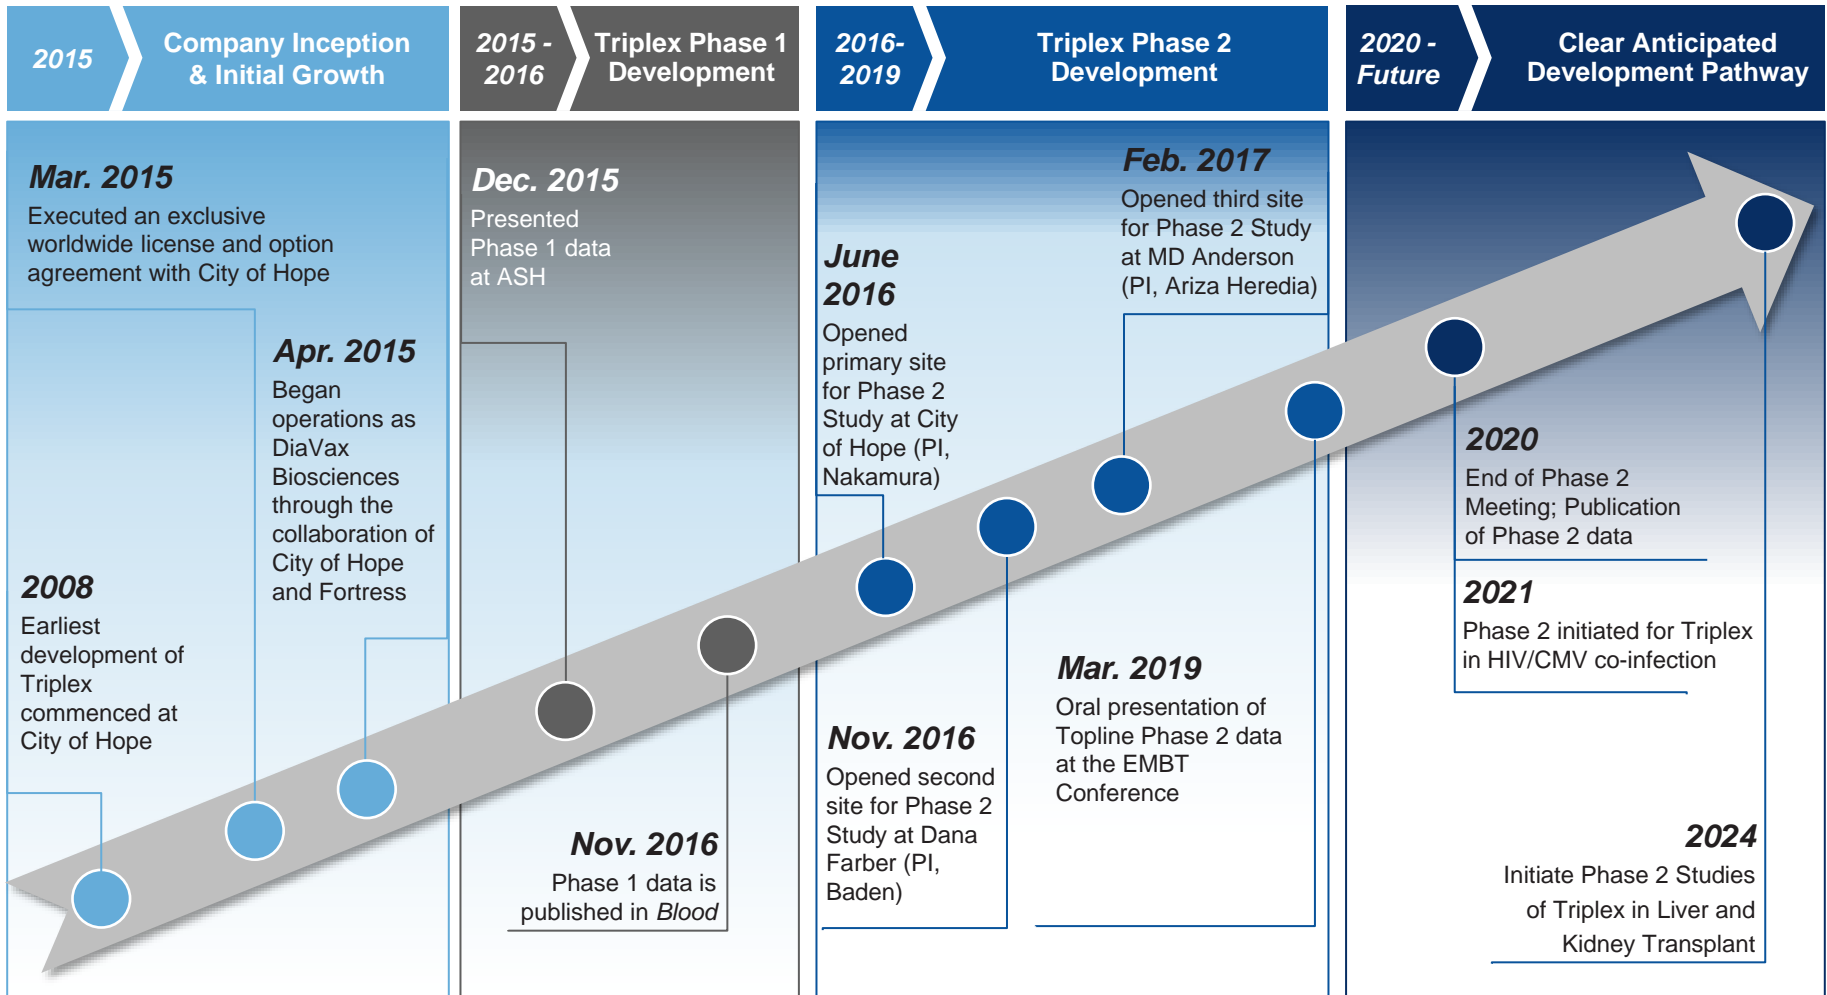 2015
Company Inception
& Initial Growth
2015 -
2016
Triplex Phase 1
Development
2016-
2019
Triplex Phase 2
Development
2020 -
Future
Clear Anticipated
Development Pathway
Mar. 2015
Executed an exclusive
worldwide license and option
agreement with City of Hope
Apr. 2015
Began
operations as
DiaVax
Biosciences
through the
collaboration of
City of Hope
and Fortress
2008
Earliest
development of
Triplex
commenced at
City of Hope
Dec. 2015
Presented
Phase 1 data
at ASH
Nov. 2016
Phase 1 data is
published in Blood
June
2016
Opened
primary site
for Phase 2
Study at City
of Hope (PI,
Nakamura)
Nov. 2016
Opened second
site for Phase 2
Study at Dana
Farber (PI,
Baden)
Feb. 2017
Opened third site
for Phase 2 Study
at MD Anderson
(PI, Ariza Heredia)
Mar. 2019
Oral presentation of
Topline Phase 2 data
at the EMBT
Conference
2020
End of Phase 2
Meeting; Publication
of Phase 2 data
2021
Phase 2 initiated for Triplex
in HIV/CMV co-infection
2024
Initiate Phase 2 Studies
of Triplex in Liver and
Kidney Transplant